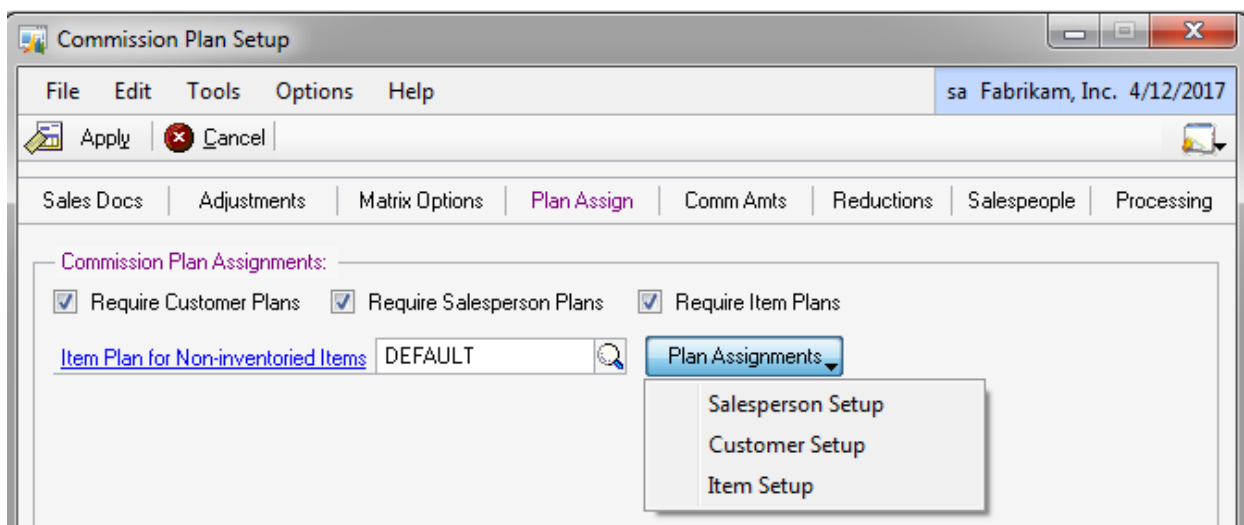 Commission Plan Setup
File Edit Tools Options Help sa Fabrikam, Inc. 4/12/2017
Apply Cancel
Sales Docs Adjustments Matrix Options Plan Assign Comm Amts Reductions Salespeople Processing
Commission Plan Assignments:
Require Customer Plans Require Salesperson Plans Require Item Plans
Item Plan for Non-inventoried Items DEFAULT Plan Assignments
Salesperson Setup
Customer Setup
Item Setup